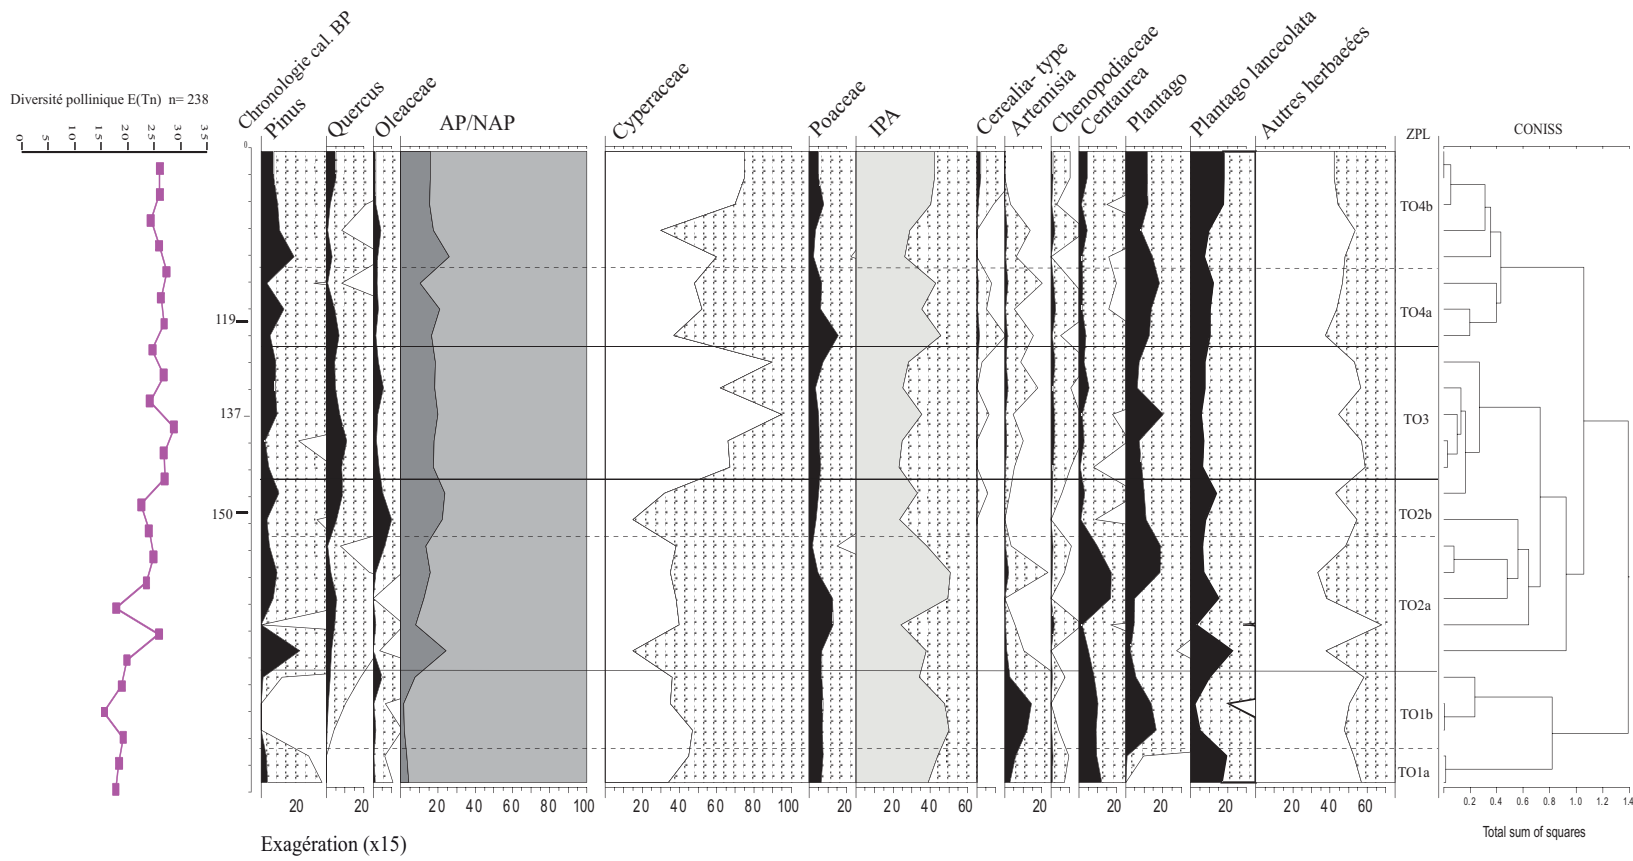 Diversité pollinique E(Tn) n= 238
0 5 10 15 20 25 30 35
Chronologie cal. BP
Pinus
Quercus
Oleaceae
AP/NAP
Cyperaceae
Poaceae
IPA
Cerealia- type
Artemisia
Chenopodiaceae
Centaurea
Plantago
Plantago lanceolata
Autres herbaéées
ZPL
CONISS
0
119
137
150
TO4b
TO4a
TO3
TO2b
TO2a
TO1b
TO1a
20 20 20 40 60 80 100 20 40 60 80 100 20 20 40 60 20 20 20 20 20 40 60
0.2 0.4 0.6 0.8 1.0 1.2 1.4
Total sum of squares
Exagération (x15)